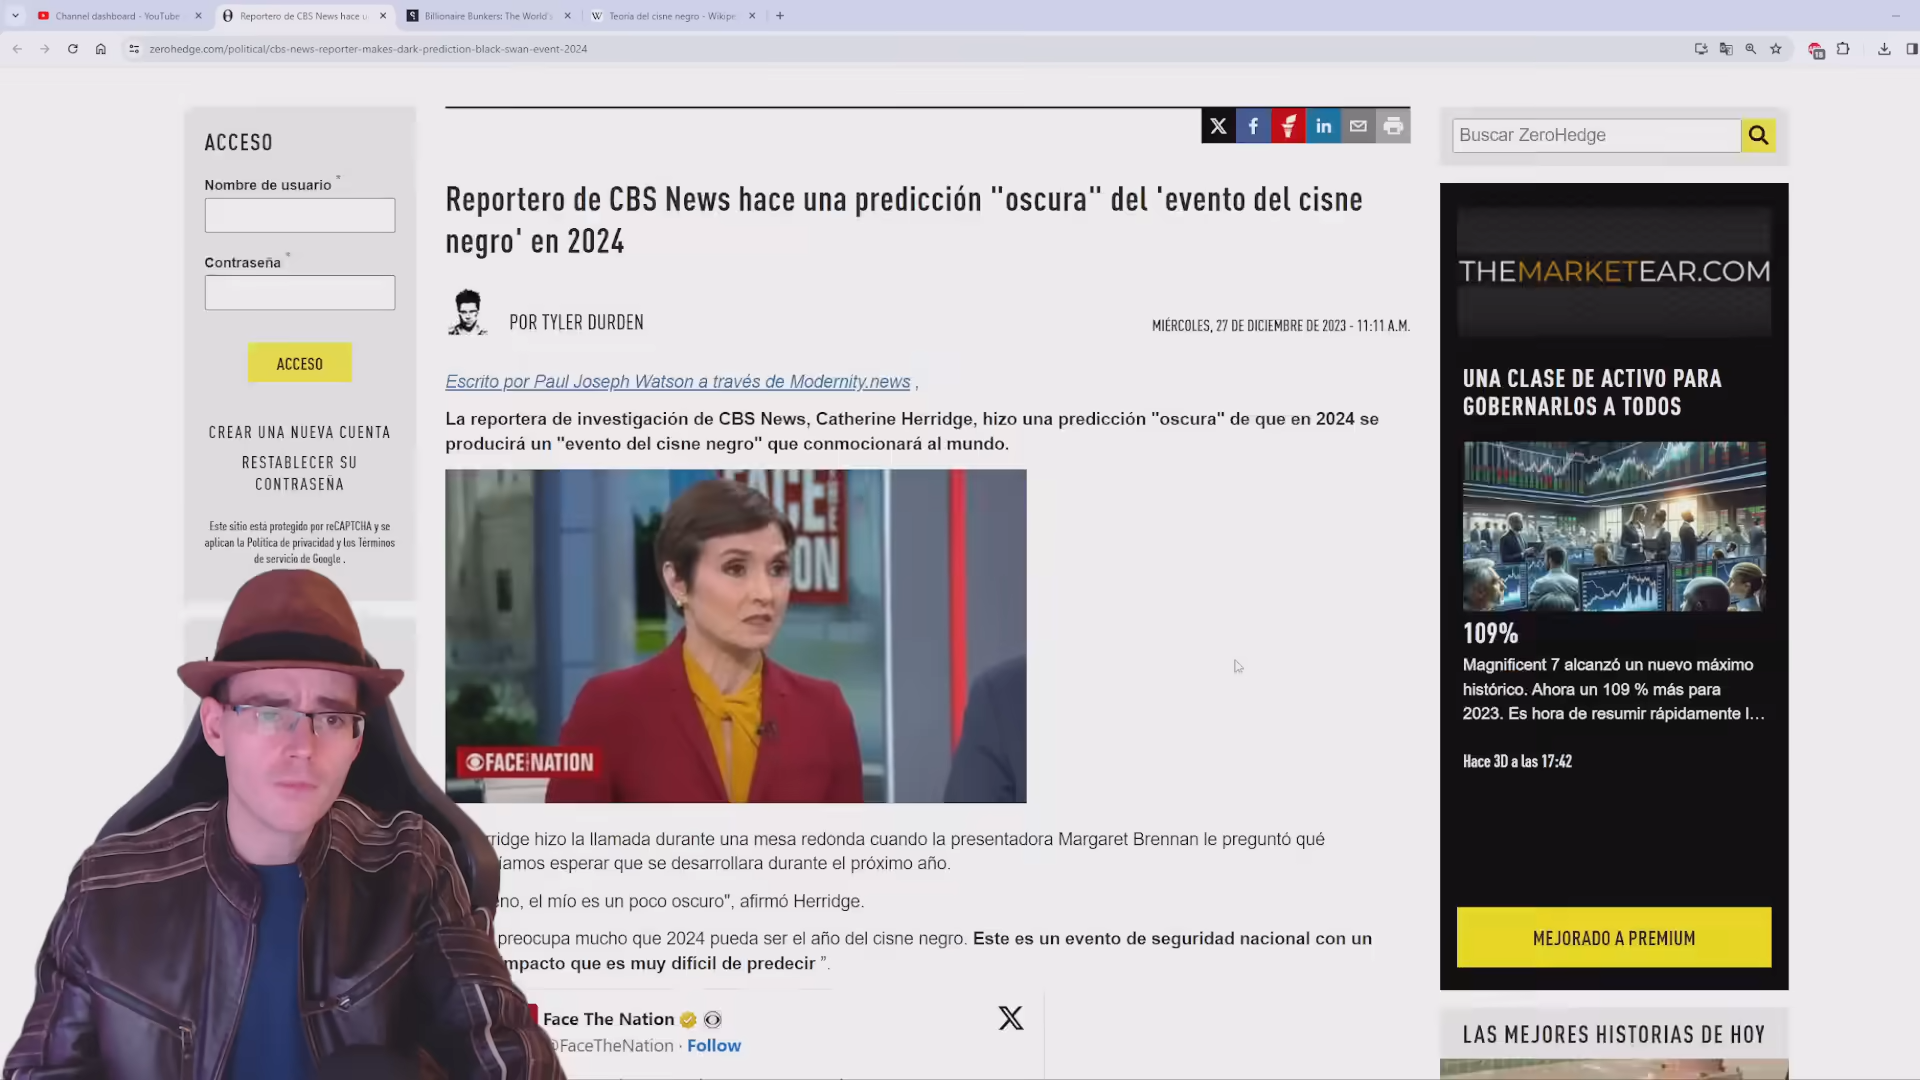 Channel dashboard - YouTube
Reportero de CBS News hace u
Billionaire Bunkers: The World's
Teoría del cisne negro - Wikipe
zerohedge.com/political/cbs-news-reporter-makes-dark-prediction-black-swan-event-2024
ACCESO
Nombre de usuario *
Contraseña *
ACCESO
CREAR UNA NUEVA CUENTA
RESTABLECER SU
CONTRASEÑA
Este sitio está protegido por reCAPTCHA y se
aplican la Política de privacidad y los Términos
de servicio de Google .
Reportero de CBS News hace una predicción "oscura" del 'evento del cisne
negro' en 2024
POR TYLER DURDEN
MIÉRCOLES, 27 DE DICIEMBRE DE 2023 - 11:11 A.M.
Escrito por Paul Joseph Watson a través de Modernity.news ,
La reportera de investigación de CBS News, Catherine Herridge, hizo una predicción "oscura" de que en 2024 se
producirá un "evento del cisne negro" que conmocionará al mundo.
FACE
NATION
FACE THE NATION
rridge hizo la llamada durante una mesa redonda cuando la presentadora Margaret Brennan le preguntó qué
íamos esperar que se desarrollara durante el próximo año.
eno, el mío es un poco oscuro", afirmó Herridge.
preocupa mucho que 2024 pueda ser el año del cisne negro. Este es un evento de seguridad nacional con un
impacto que es muy difícil de predecir ”.
Face The Nation
@FaceTheNation · Follow
Buscar ZeroHedge
THEMARKETEAR.COM
UNA CLASE DE ACTIVO PARA
GOBERNARLOS A TODOS
109%
Magnificent 7 alcanzó un nuevo máximo
histórico. Ahora un 109 % más para
2023. Es hora de resumir rápidamente l...
Hace 3D a las 17:42
MEJORADO A PREMIUM
LAS MEJORES HISTORIAS DE HOY